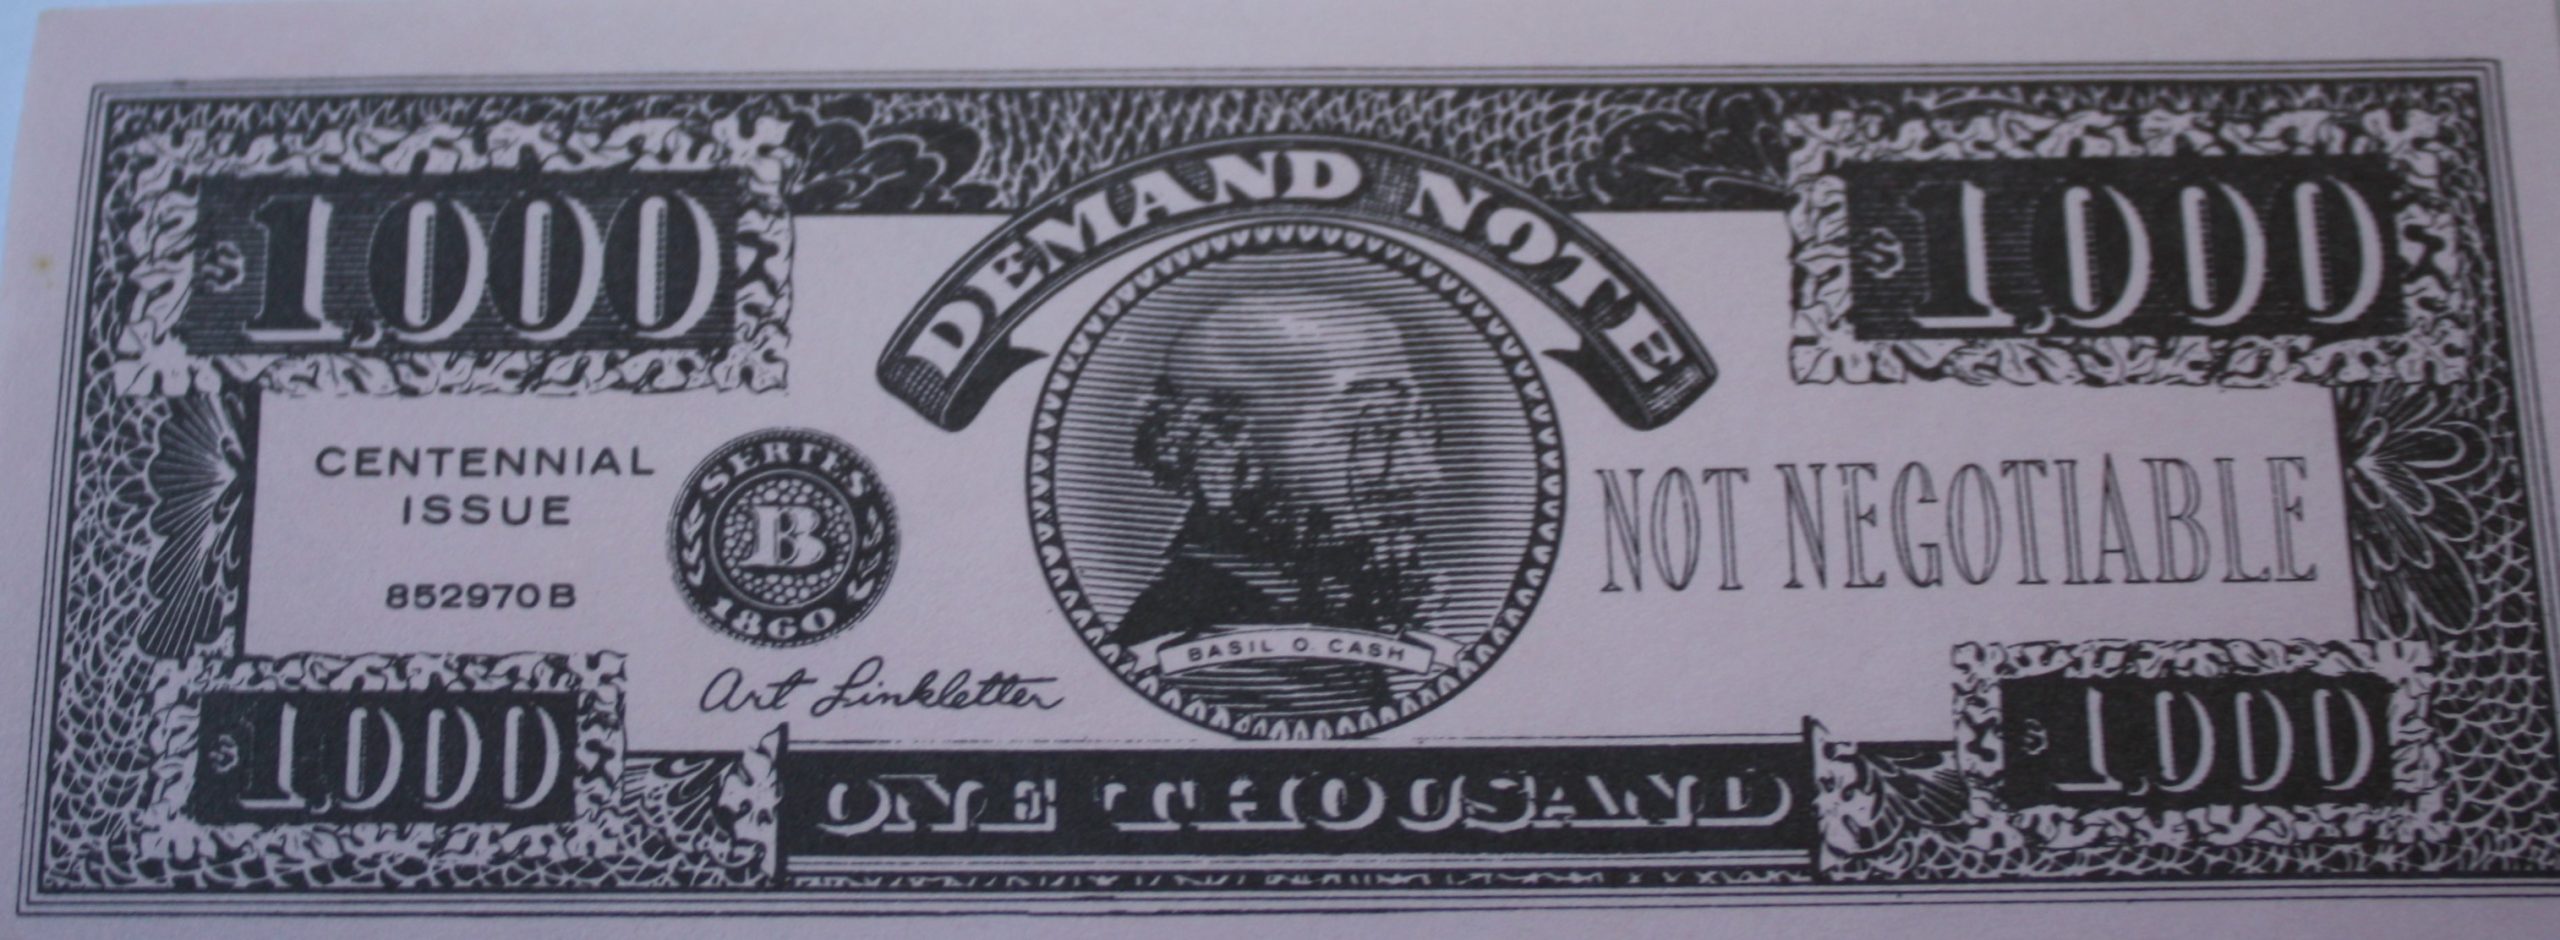 DEMAND NOTE
$1,000
$1,000
CENTENNIAL
ISSUE
852970B
SERIES
B
1860
NOT NEGOTIABLE
BASIL O. CASH
Art Linkletter
$1,000
ONE THOUSAND
$1,000